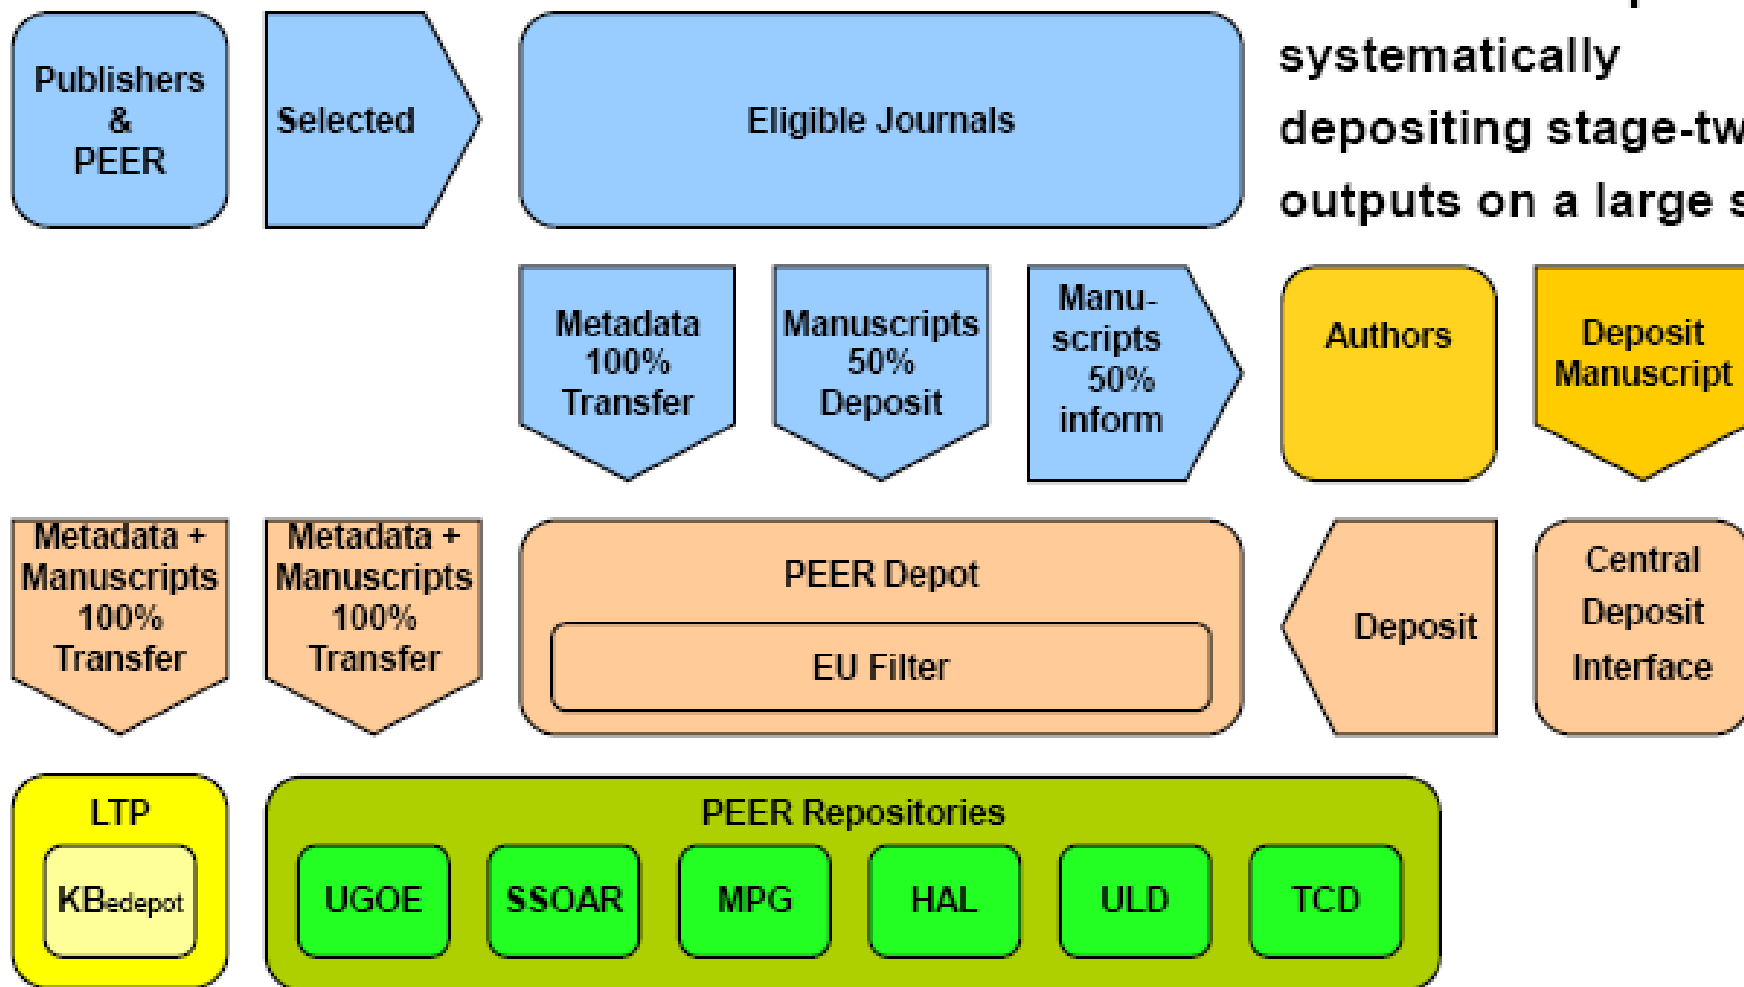 systematically
depositing stage-tw
outputs on a large s
Publishers
&
PEER
Selected
Eligible Journals
Metadata
100%
Transfer
Manuscripts
50%
Deposit
Manu-
scripts
50%
inform
Authors
Deposit
Manuscript
Metadata +
Manuscripts
100%
Transfer
Metadata +
Manuscripts
100%
Transfer
PEER Depot
EU Filter
Deposit
Central
Deposit
Interface
LTP
KBedepot
PEER Repositories
UGOE
SSOAR
MPG
HAL
ULD
TCD